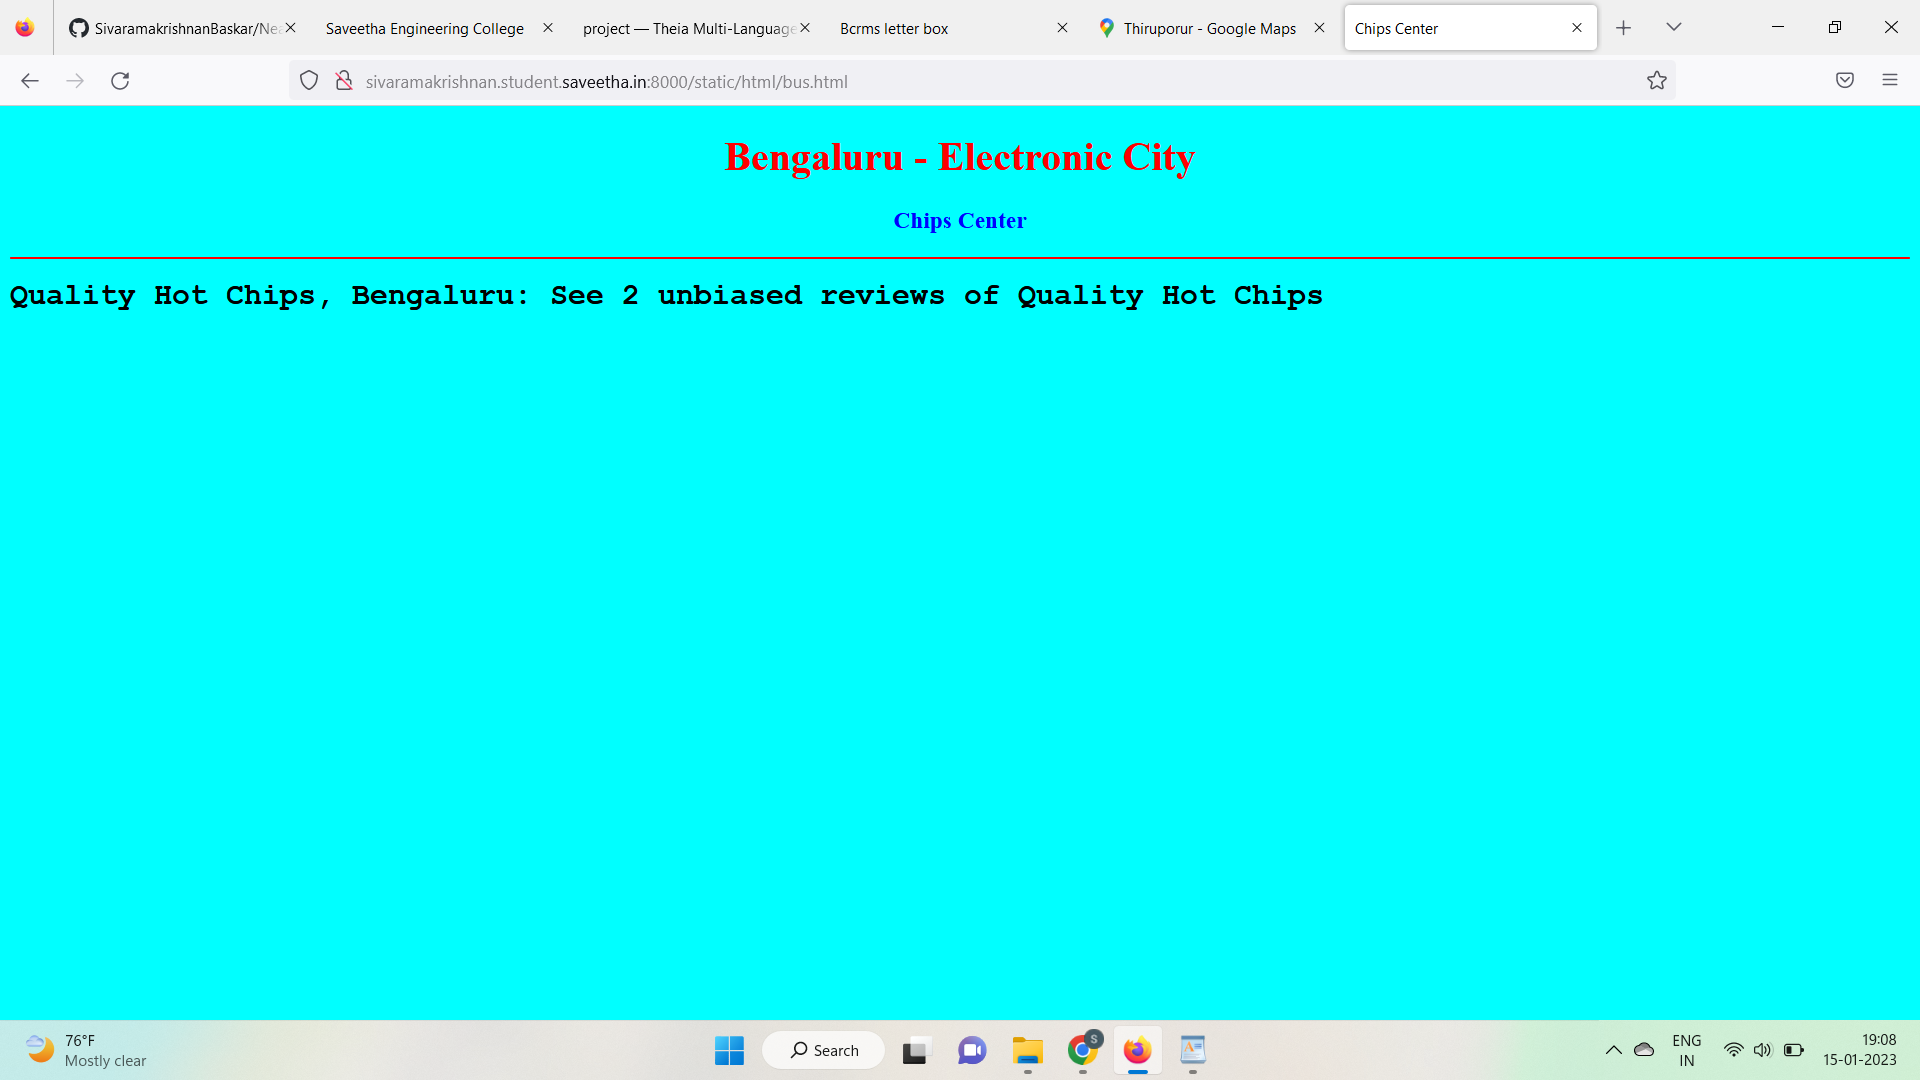 SivaramakrishnanBaskar/Nea
Saveetha Engineering College
project — Theia Multi-Language
Bcrms letter box
Thiruporur - Google Maps
Chips Center
sivaramakrishnan.student.saveetha.in:8000/static/html/bus.html
Bengaluru - Electronic City
Chips Center
Quality Hot Chips, Bengaluru: See 2 unbiased reviews of Quality Hot Chips
76°F
Mostly clear
Search
S
ENG
IN
19:08
15-01-2023